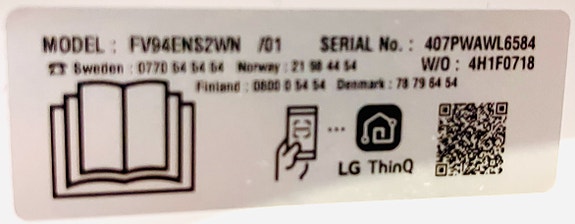 MODEL : FV94ENS2WN /01 SERIAL No. : 407PWAWL6584
☎ Sweden : 0770 54 54 54 Norway : 21 98 44 54 W/O : 4H1F0718
Finland : 0800 0 54 54 Denmark : 78 79 64 54
LG ThinQ